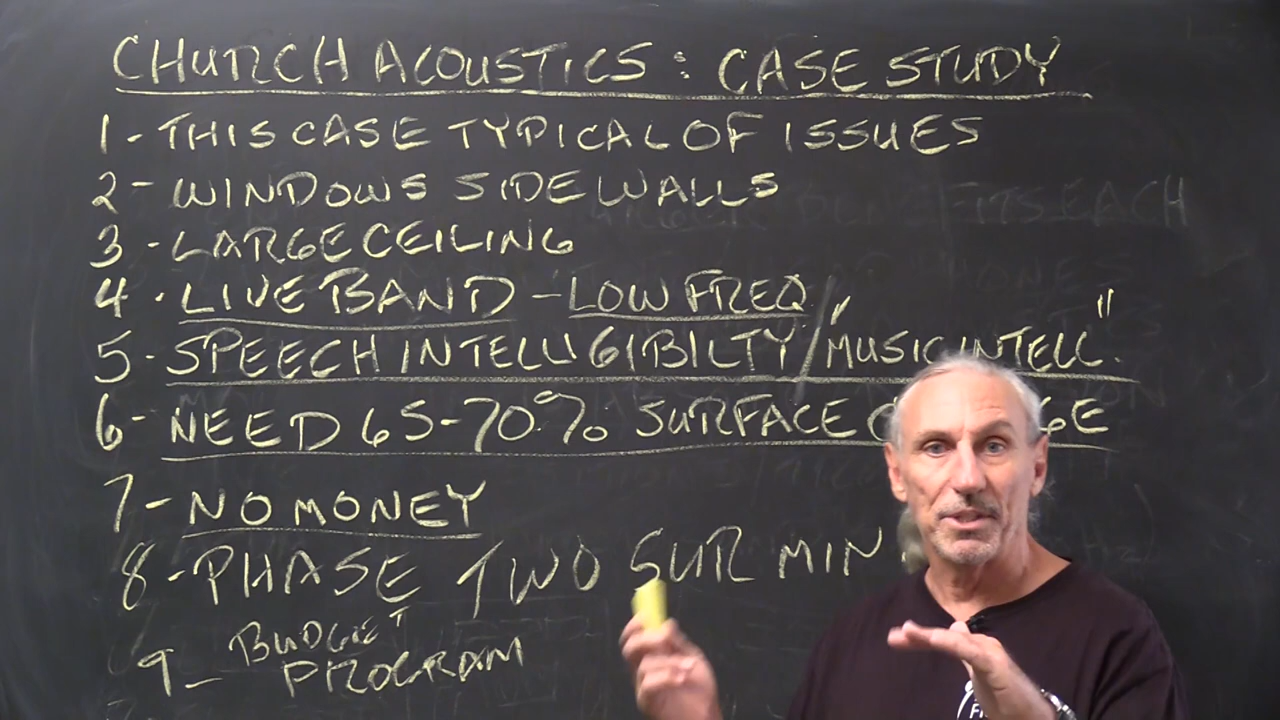 CHURCH ACOUSTICS : CASE STUDY
1 - THIS CASE TYPICAL OF ISSUES
2 - WINDOWS SIDE WALLS
3 - LARGE CEILING
4 - LIVE BAND - LOW FREQ
5 - SPEECH INTELLIGIBILTY / "MUSIC INTELL."
6 - NEED 65-70% SURFACE
7 - NO MONEY
8 - PHASE TWO SUR MIN.
9 - BUDGET
PROGRAM